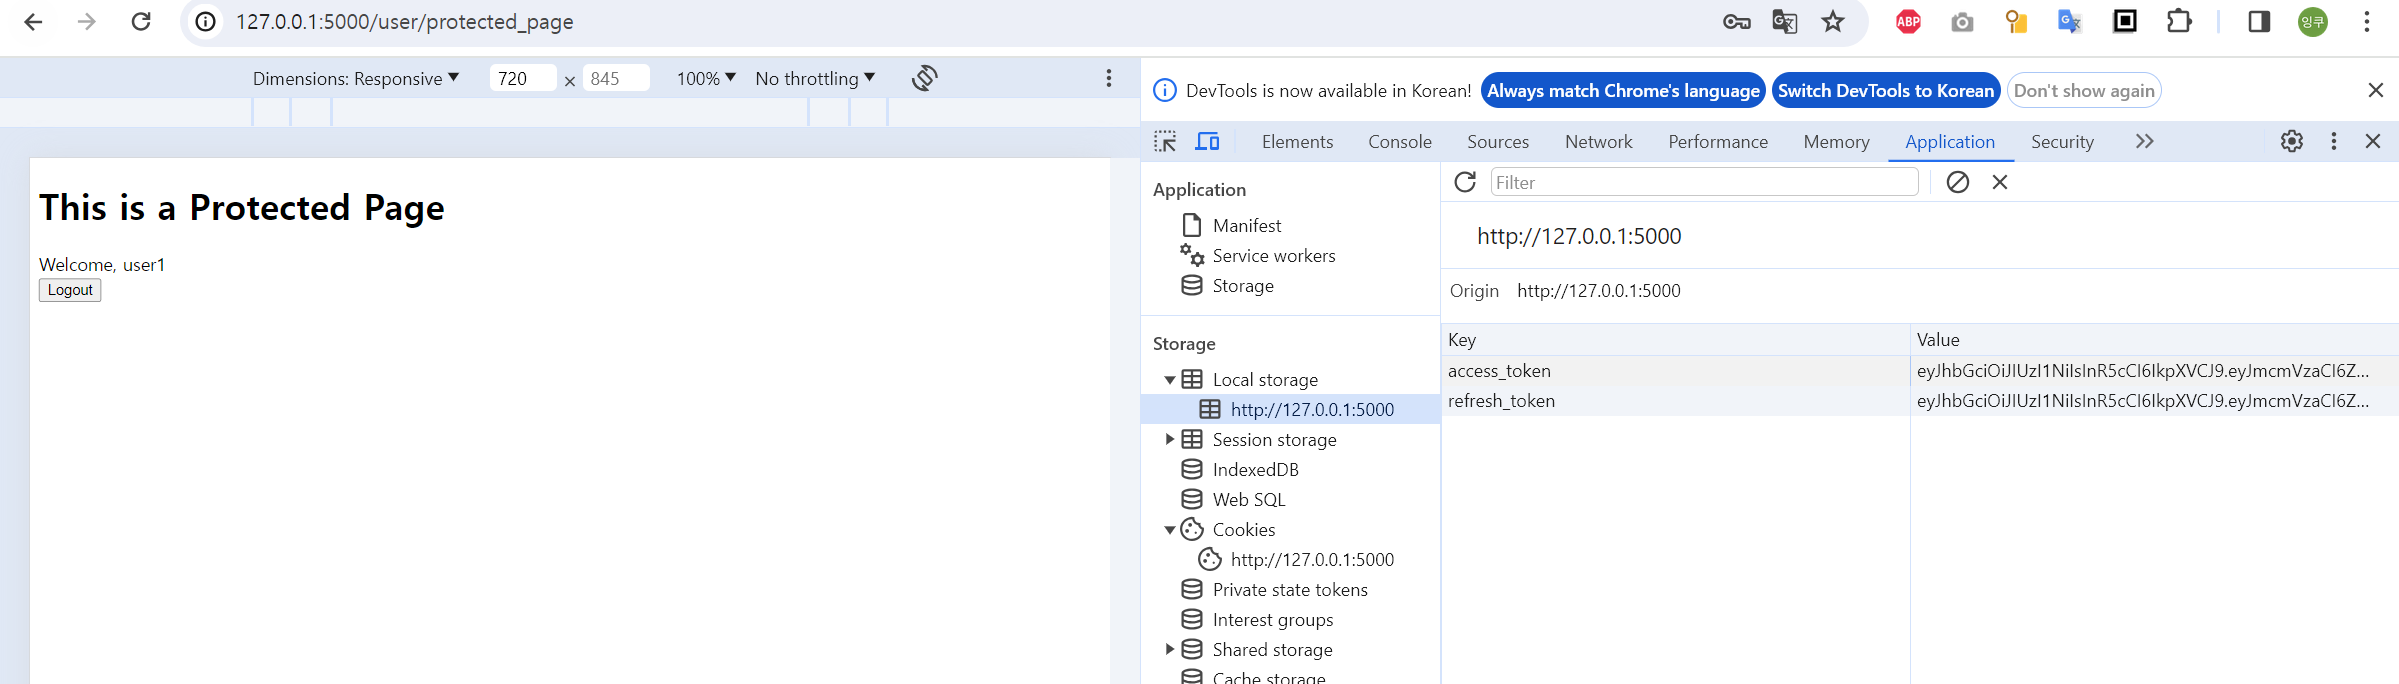 127.0.0.1:5000/user/protected_page
ABP
잉쿠
Dimensions: Responsive 720 × 845 100% No throttling
DevTools is now available in Korean! Always match Chrome's language Switch DevTools to Korean Don't show again
Elements Console Sources Network Performance Memory Application Security
This is a Protected Page
Welcome, user1
Logout
Application
Manifest
Service workers
Storage
Storage
Local storage
http://127.0.0.1:5000
Session storage
IndexedDB
Web SQL
Cookies
http://127.0.0.1:5000
Private state tokens
Interest groups
Shared storage
Cache storage
Filter
http://127.0.0.1:5000
Origin http://127.0.0.1:5000
Key Value
access_token eyJhbGciOiJIUzI1NiIsInR5cCI6IkpXVCJ9.eyJmcmVzaCI6Z...
refresh_token eyJhbGciOiJIUzI1NiIsInR5cCI6IkpXVCJ9.eyJmcmVzaCI6Z...